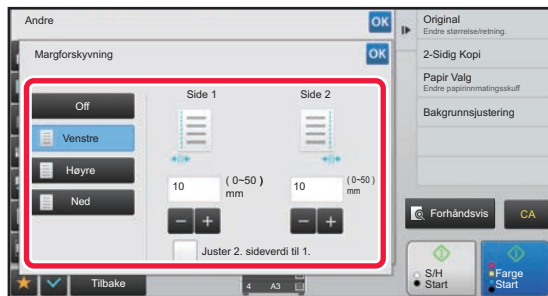 Andre
OK
Margforskyvning
OK
Off
Venstre
Høyre
Ned
Side 1
Side 2
10
( 0~50 )
mm
10
( 0~50 )
mm
Juster 2. sideverdi til 1.
Tilbake
4 A3
Original
Endre størrelse/retning.
2-Sidig Kopi
Papir Valg
Endre papirinnmatingsskuff
Bakgrunnsjustering
Forhåndsvis
CA
S/H
Start
Farge
Start